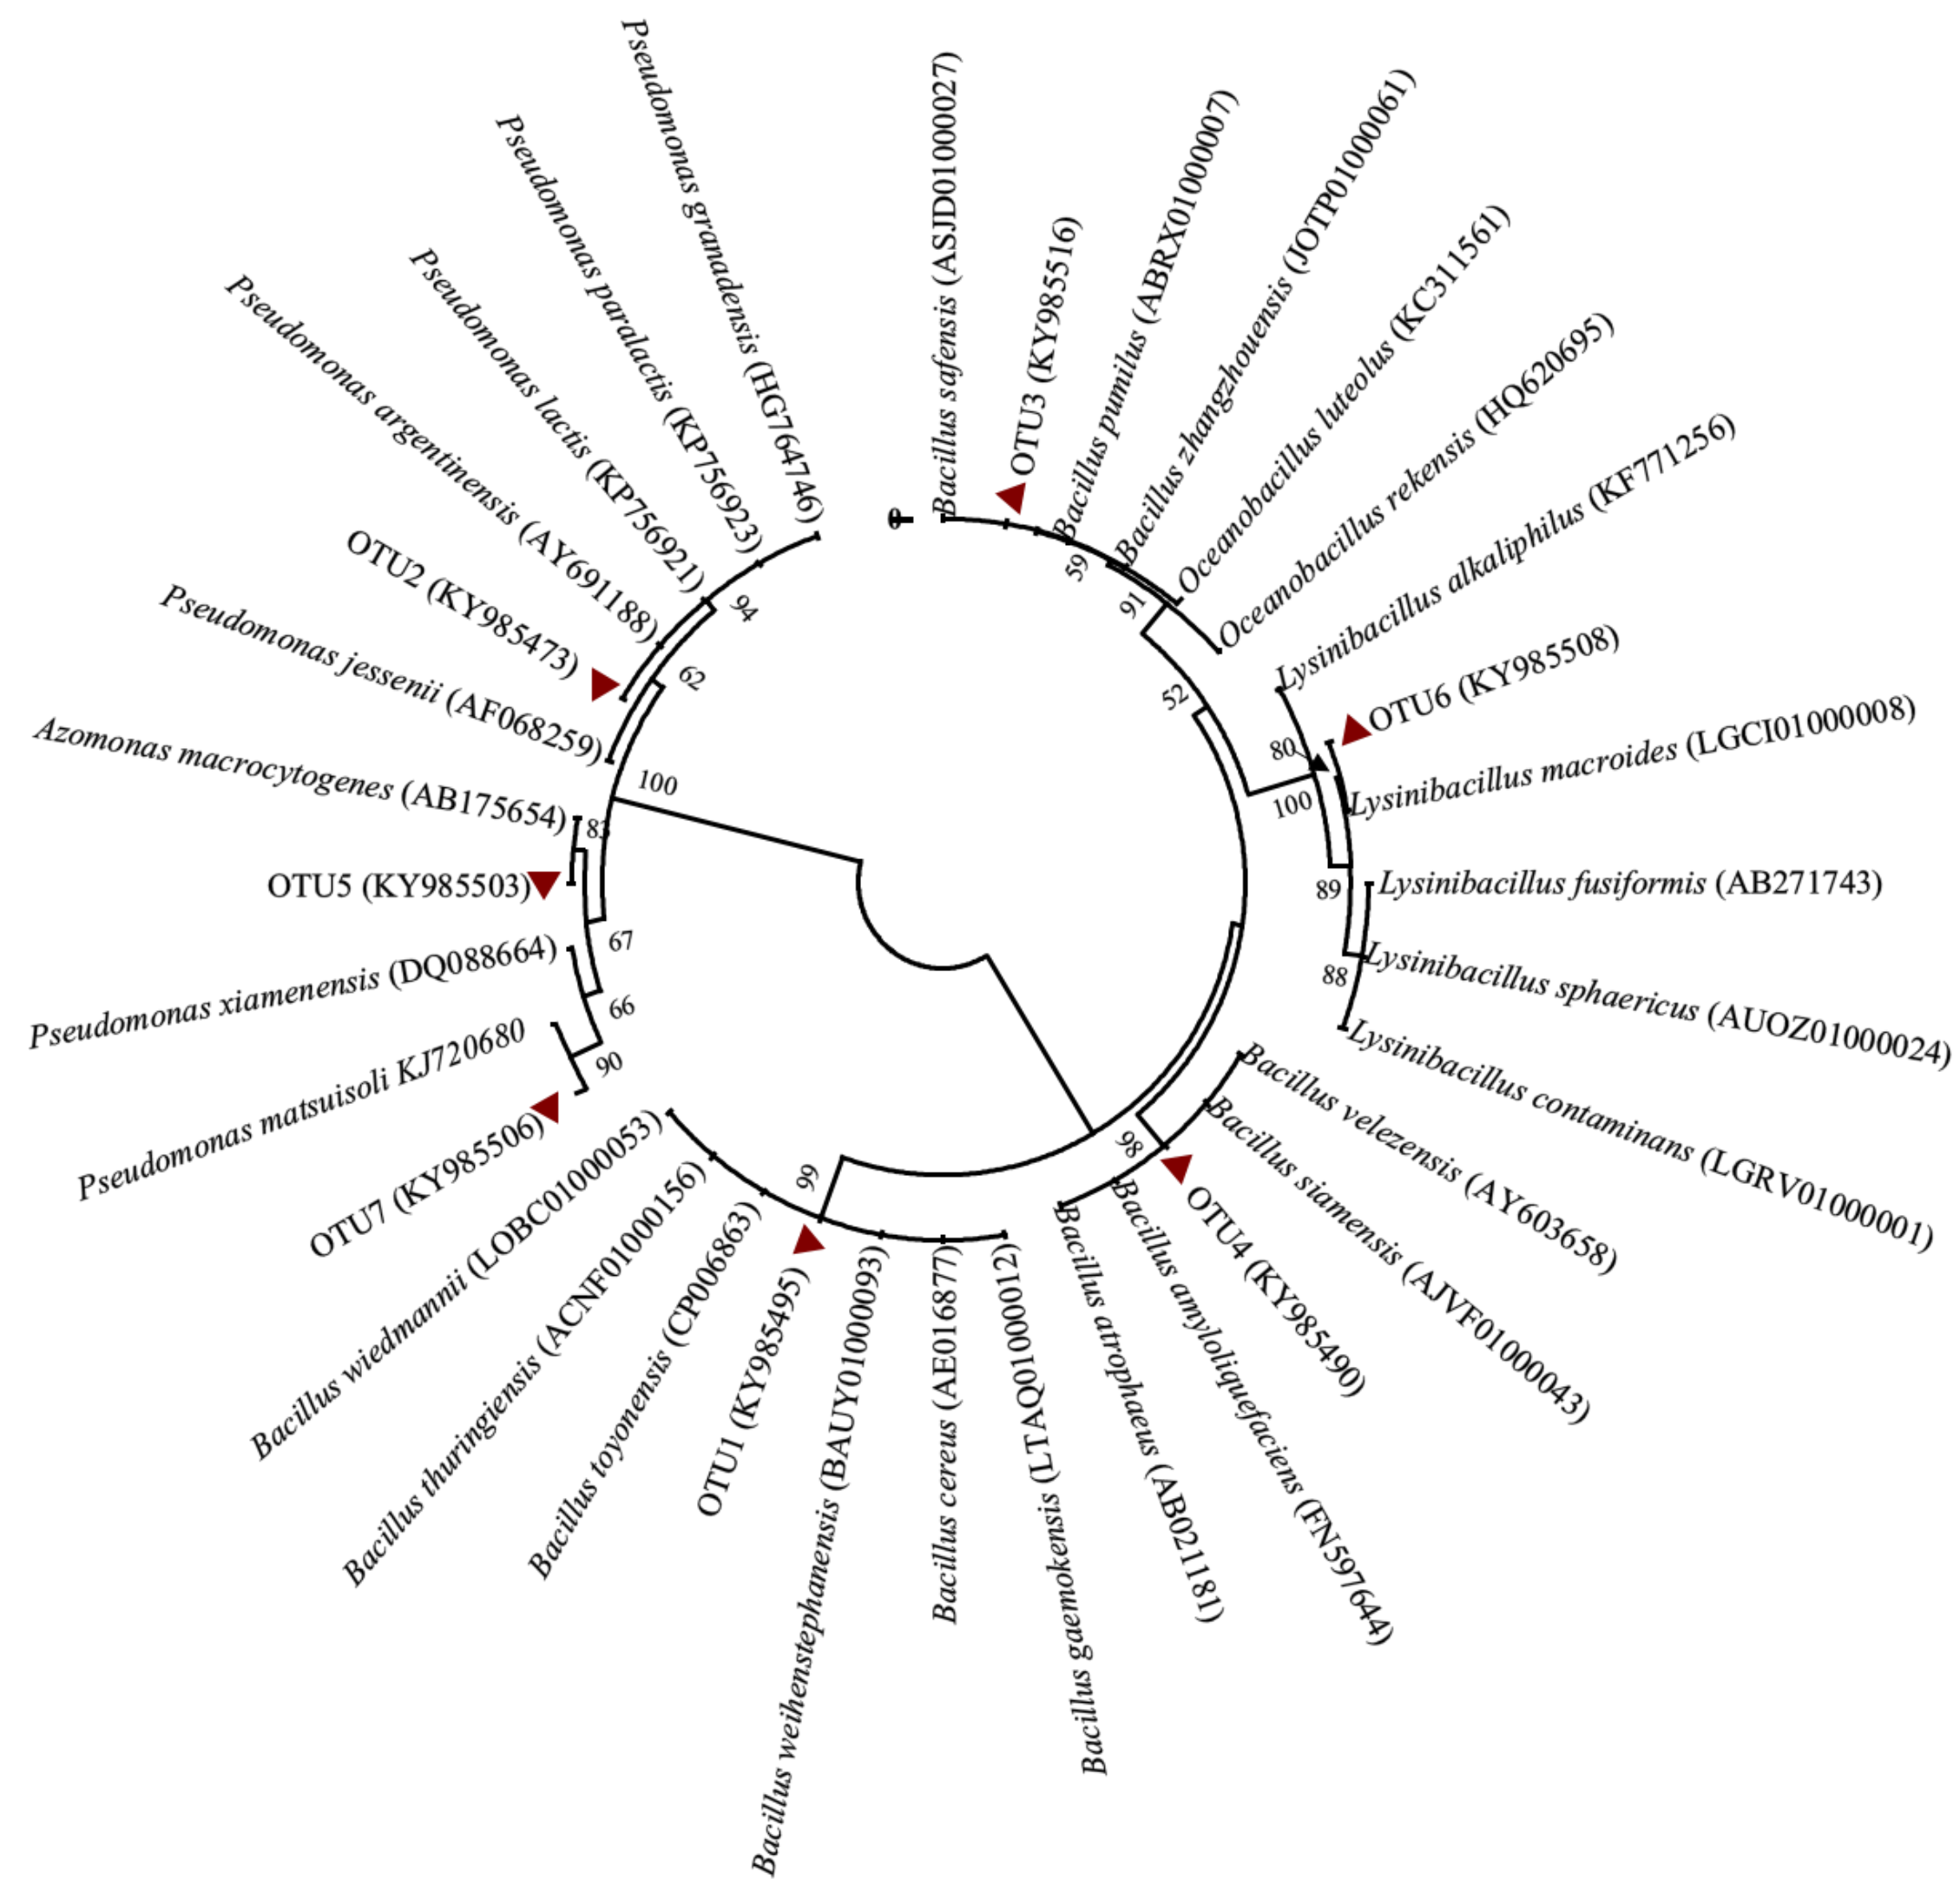 Bacillus safensis (ASJD01000027)
OTU3 (KY985516)
Bacillus pumilus (ABRX01000007)
Bacillus zhangzhouensis (JOTP01000061)
Oceanobacillus luteolus (KC311561)
Oceanobacillus rekensis (HQ620695)
Lysinibacillus alkaliphilus (KF771256)
OTU6 (KY985508)
Lysinibacillus macroides (LGCI01000008)
Lysinibacillus fusiformis (AB271743)
Lysinibacillus sphaericus (AUOZ01000024)
Lysinibacillus contaminans (LGRV01000001)
Bacillus velezensis (AY603658)
Bacillus siamensis (AJVF01000043)
OTU4 (KY985490)
Bacillus amyloliquefaciens (FN597644)
Bacillus atrophaeus (AB021181)
Bacillus gaemokensis (LTAQ01000012)
Bacillus cereus (AE016877)
Bacillus weihenstephanensis (BAUY01000093)
OTU1 (KY985495)
Bacillus toyonensis (CP006863)
Bacillus thuringiensis (ACNF01000156)
Bacillus wiedmannii (LOBC01000053)
OTU7 (KY985506)
Pseudomonas matsuisoli KJ720680
Pseudomonas xiamenensis (DQ088664)
OTU5 (KY985503)
Azomonas macrocytogenes (AB175654)
Pseudomonas jessenii (AF068259)
OTU2 (KY985473)
Pseudomonas argentinensis (AY691188)
Pseudomonas lactis (KP756921)
Pseudomonas paralactis (KP756923)
Pseudomonas granadensis (HG764746)
0
59
91
52
80
100
89
88
98
99
90
66
67
83
100
62
94